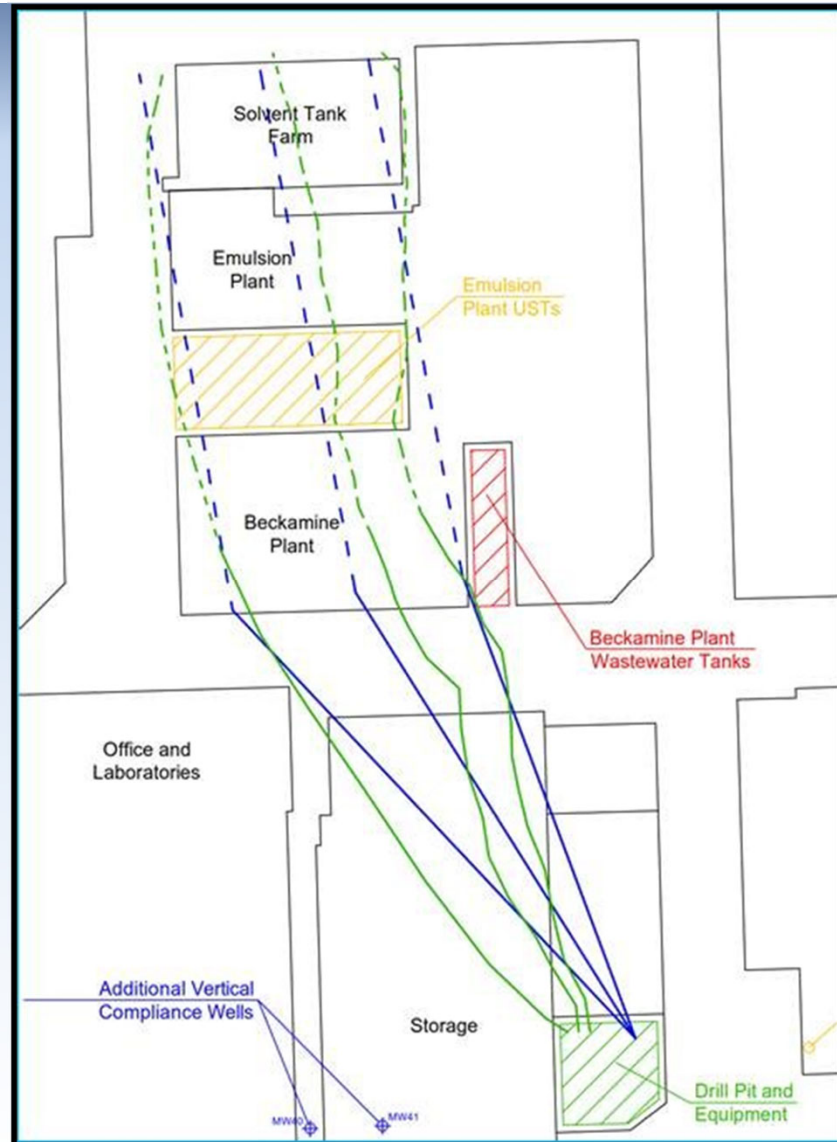 Solvent Tank
Farm
Emulsion
Plant
Emulsion
Plant USTs
Beckamine
Plant
Beckamine Plant
Wastewater Tanks
Office and
Laboratories
Additional Vertical
Compliance Wells
Storage
Drill Pit and
Equipment
MW40
MW41